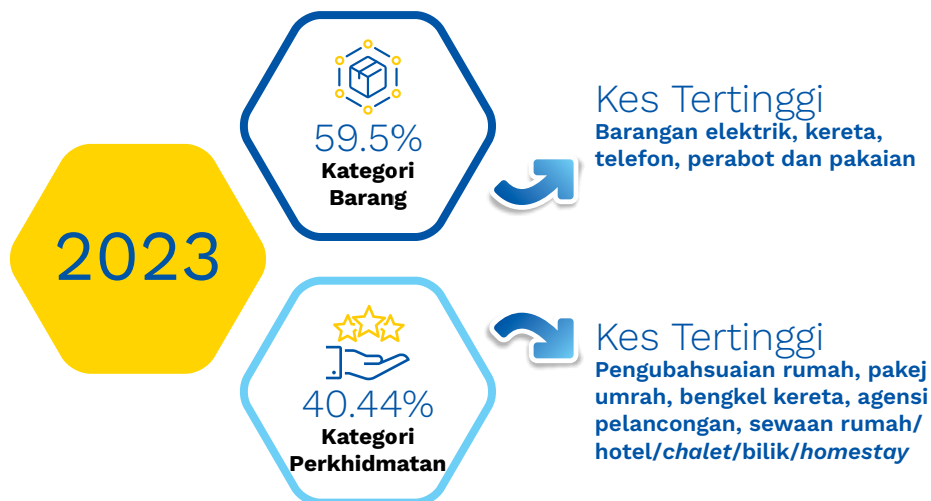 2023
59.5%
Kategori
Barang
Kes Tertinggi
Barangan elektrik, kereta,
telefon, perabot dan pakaian
40.44%
Kategori
Perkhidmatan
Kes Tertinggi
Pengubahsuaian rumah, pakej
umrah, bengkel kereta, agensi
pelancongan, sewaan rumah/
hotel/chalet/bilik/homestay